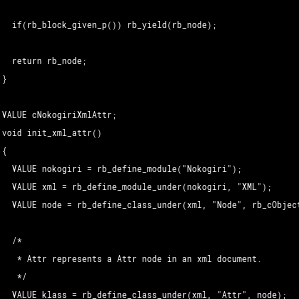 if(rb_block_given_p()) rb_yield(rb_node);
return rb_node;
}
VALUE cNokogiriXmlAttr;
void init_xml_attr()
{
VALUE nokogiri = rb_define_module("Nokogiri");
VALUE xml = rb_define_module_under(nokogiri, "XML");
VALUE node = rb_define_class_under(xml, "Node", rb_cObject
/*
* Attr represents a Attr node in an xml document.
*/
VALUE klass = rb_define_class_under(xml, "Attr", node);